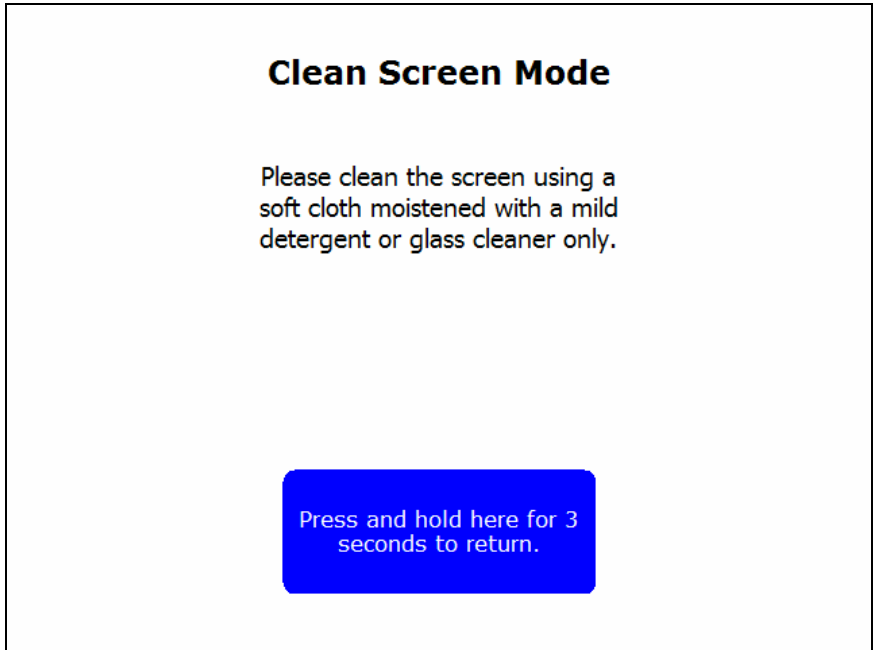 Clean Screen Mode
Please clean the screen using a
soft cloth moistened with a mild
detergent or glass cleaner only.
Press and hold here for 3
seconds to return.